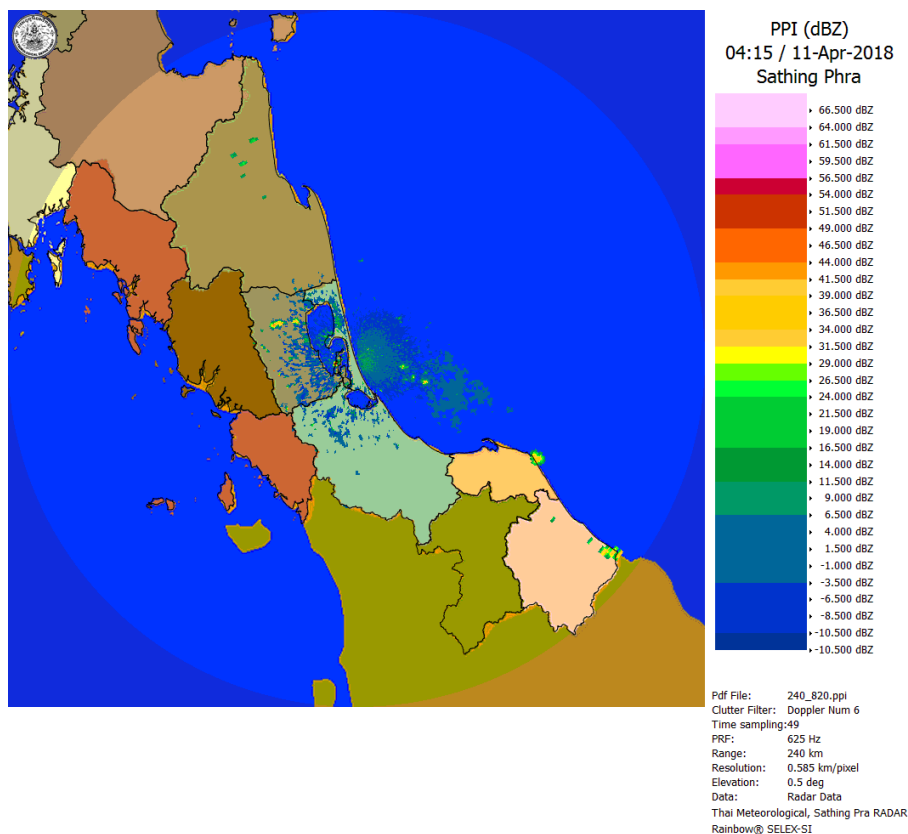 PPI (dBZ)
04:15 / 11-Apr-2018
Sathing Phra
66.500 dBZ
64.000 dBZ
61.500 dBZ
59.500 dBZ
56.500 dBZ
54.000 dBZ
51.500 dBZ
49.000 dBZ
46.500 dBZ
44.000 dBZ
41.500 dBZ
39.000 dBZ
36.500 dBZ
34.000 dBZ
31.500 dBZ
29.000 dBZ
26.500 dBZ
24.000 dBZ
21.500 dBZ
19.000 dBZ
16.500 dBZ
14.000 dBZ
11.500 dBZ
9.000 dBZ
6.500 dBZ
4.000 dBZ
1.500 dBZ
-1.000 dBZ
-3.500 dBZ
-6.500 dBZ
-8.500 dBZ
-10.500 dBZ
-10.500 dBZ
Pdf File: 240_820.ppi
Clutter Filter: Doppler Num 6
Time sampling:49
PRF: 625 Hz
Range: 240 km
Resolution: 0.585 km/pixel
Elevation: 0.5 deg
Data: Radar Data
Thai Meteorological, Sathing Pra RADAR
Rainbow® SELEX-SI